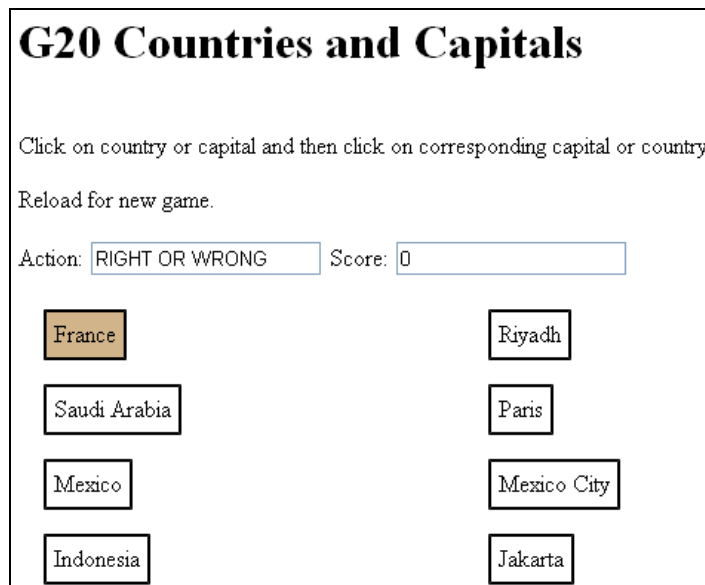 G20 Countries and Capitals
Click on country or capital and then click on corresponding capital or country
Reload for new game.
Action: RIGHT OR WRONG Score: 0
France Riyadh
Saudi Arabia Paris
Mexico Mexico City
Indonesia Jakarta